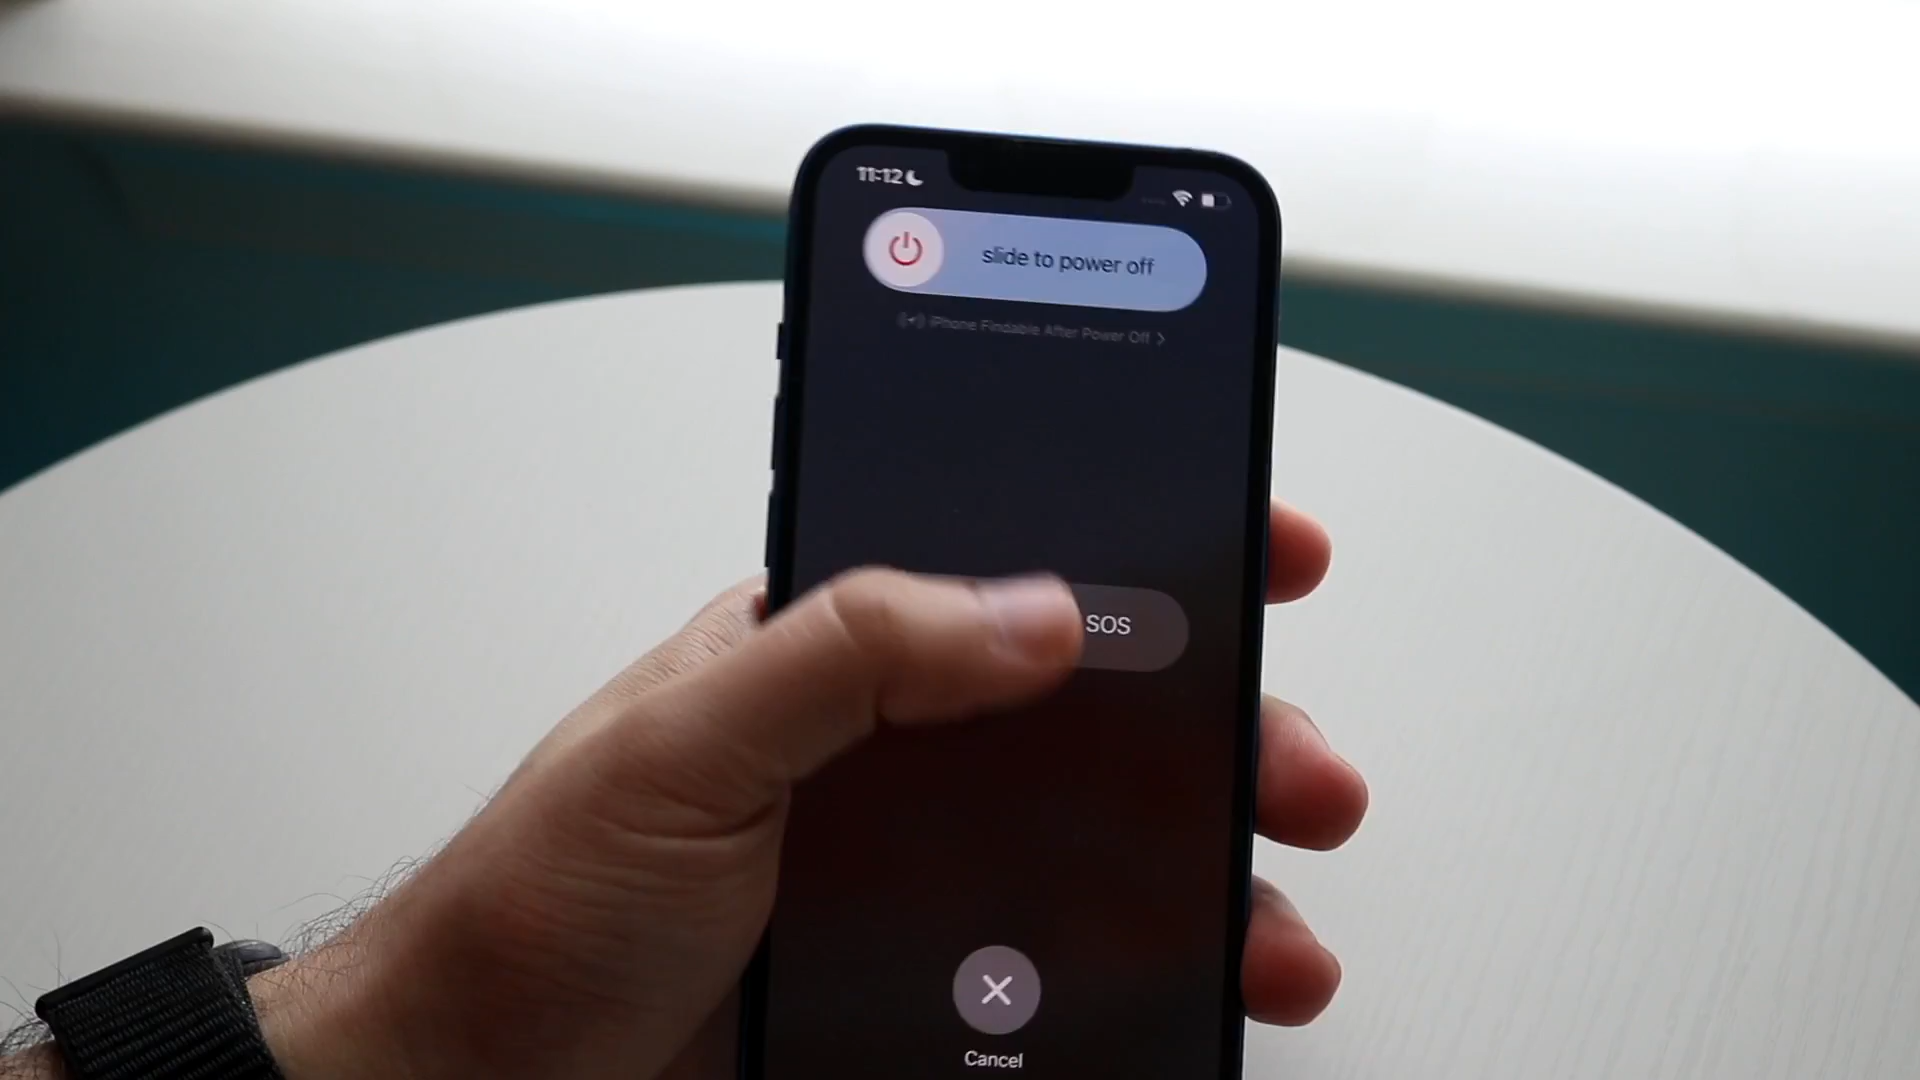 11:12
slide to power off
iPhone Findable After Power Off
SOS
Cancel